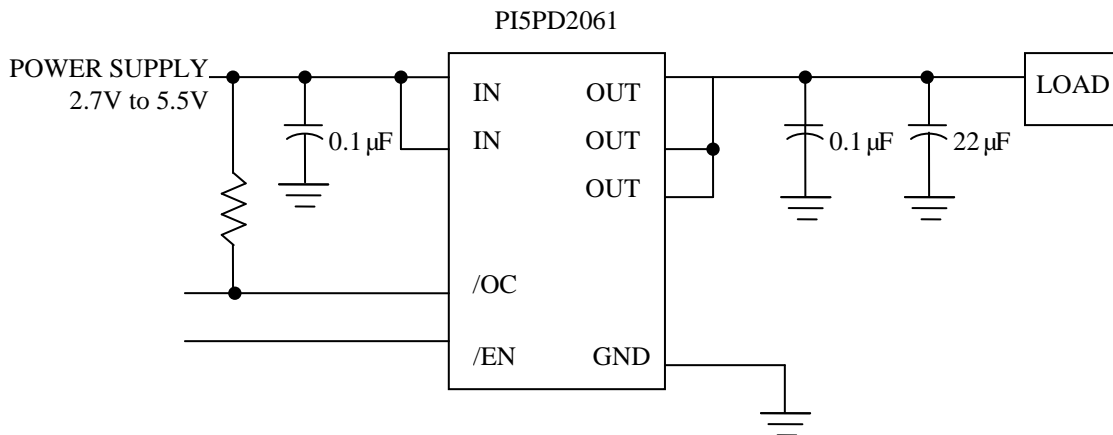 PI5PD2061
POWER SUPPLY
2.7V to 5.5V
IN
OUT
LOAD
0.1 µF
IN
OUT
0.1 µF
22 µF
OUT
/OC
/EN
GND